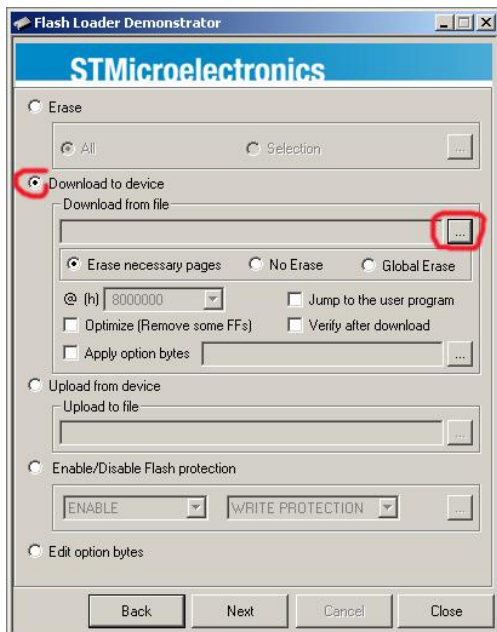 Flash Loader Demonstrator
STMicroelectronics
Erase
All Selection ...
Download to device
Download from file
...
Erase necessary pages No Erase Global Erase
@ (h) 8000000 Jump to the user program
Optimize (Remove some FFs) Verify after download
Apply option bytes ...
Upload from device
Upload to file
...
Enable/Disable Flash protection
ENABLE WRITE PROTECTION ...
Edit option bytes
Back Next Cancel Close